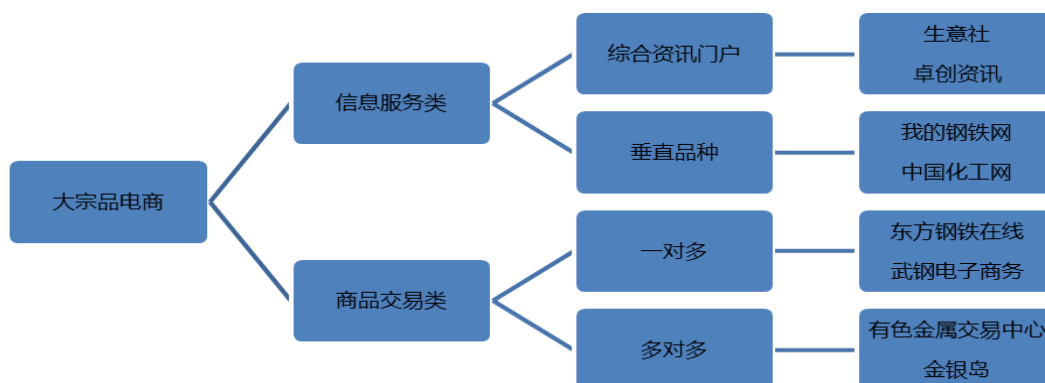 大宗品电商
信息服务类
综合资讯门户
生意社
卓创资讯
垂直品种
我的钢铁网
中国化工网
商品交易类
一对多
东方钢铁在线
武钢电子商务
多对多
有色金属交易中心
金银岛